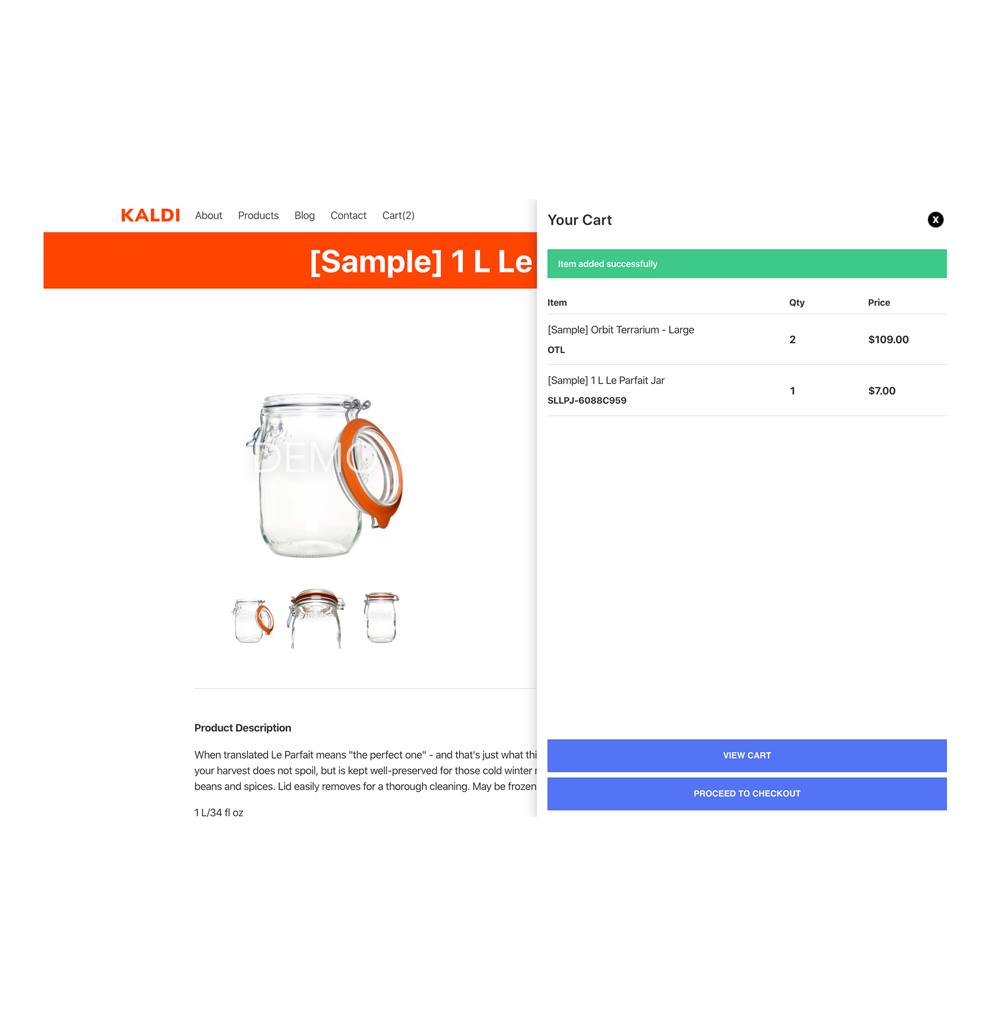 KALDI About Products Blog Contact Cart(2)
[Sample] 1 L Le
DEMO
Product Description
When translated Le Parfait means "the perfect one" - and that's just what thi
your harvest does not spoil, but is kept well-preserved for those cold winter
beans and spices. Lid easily removes for a thorough cleaning. May be frozen
1 L/34 fl oz
Your Cart
X
Item added successfully
Item Qty Price
[Sample] Orbit Terrarium - Large
OTL
2 $109.00
[Sample] 1 L Le Parfait Jar
SLLPJ-6088C959
1 $7.00
VIEW CART
PROCEED TO CHECKOUT